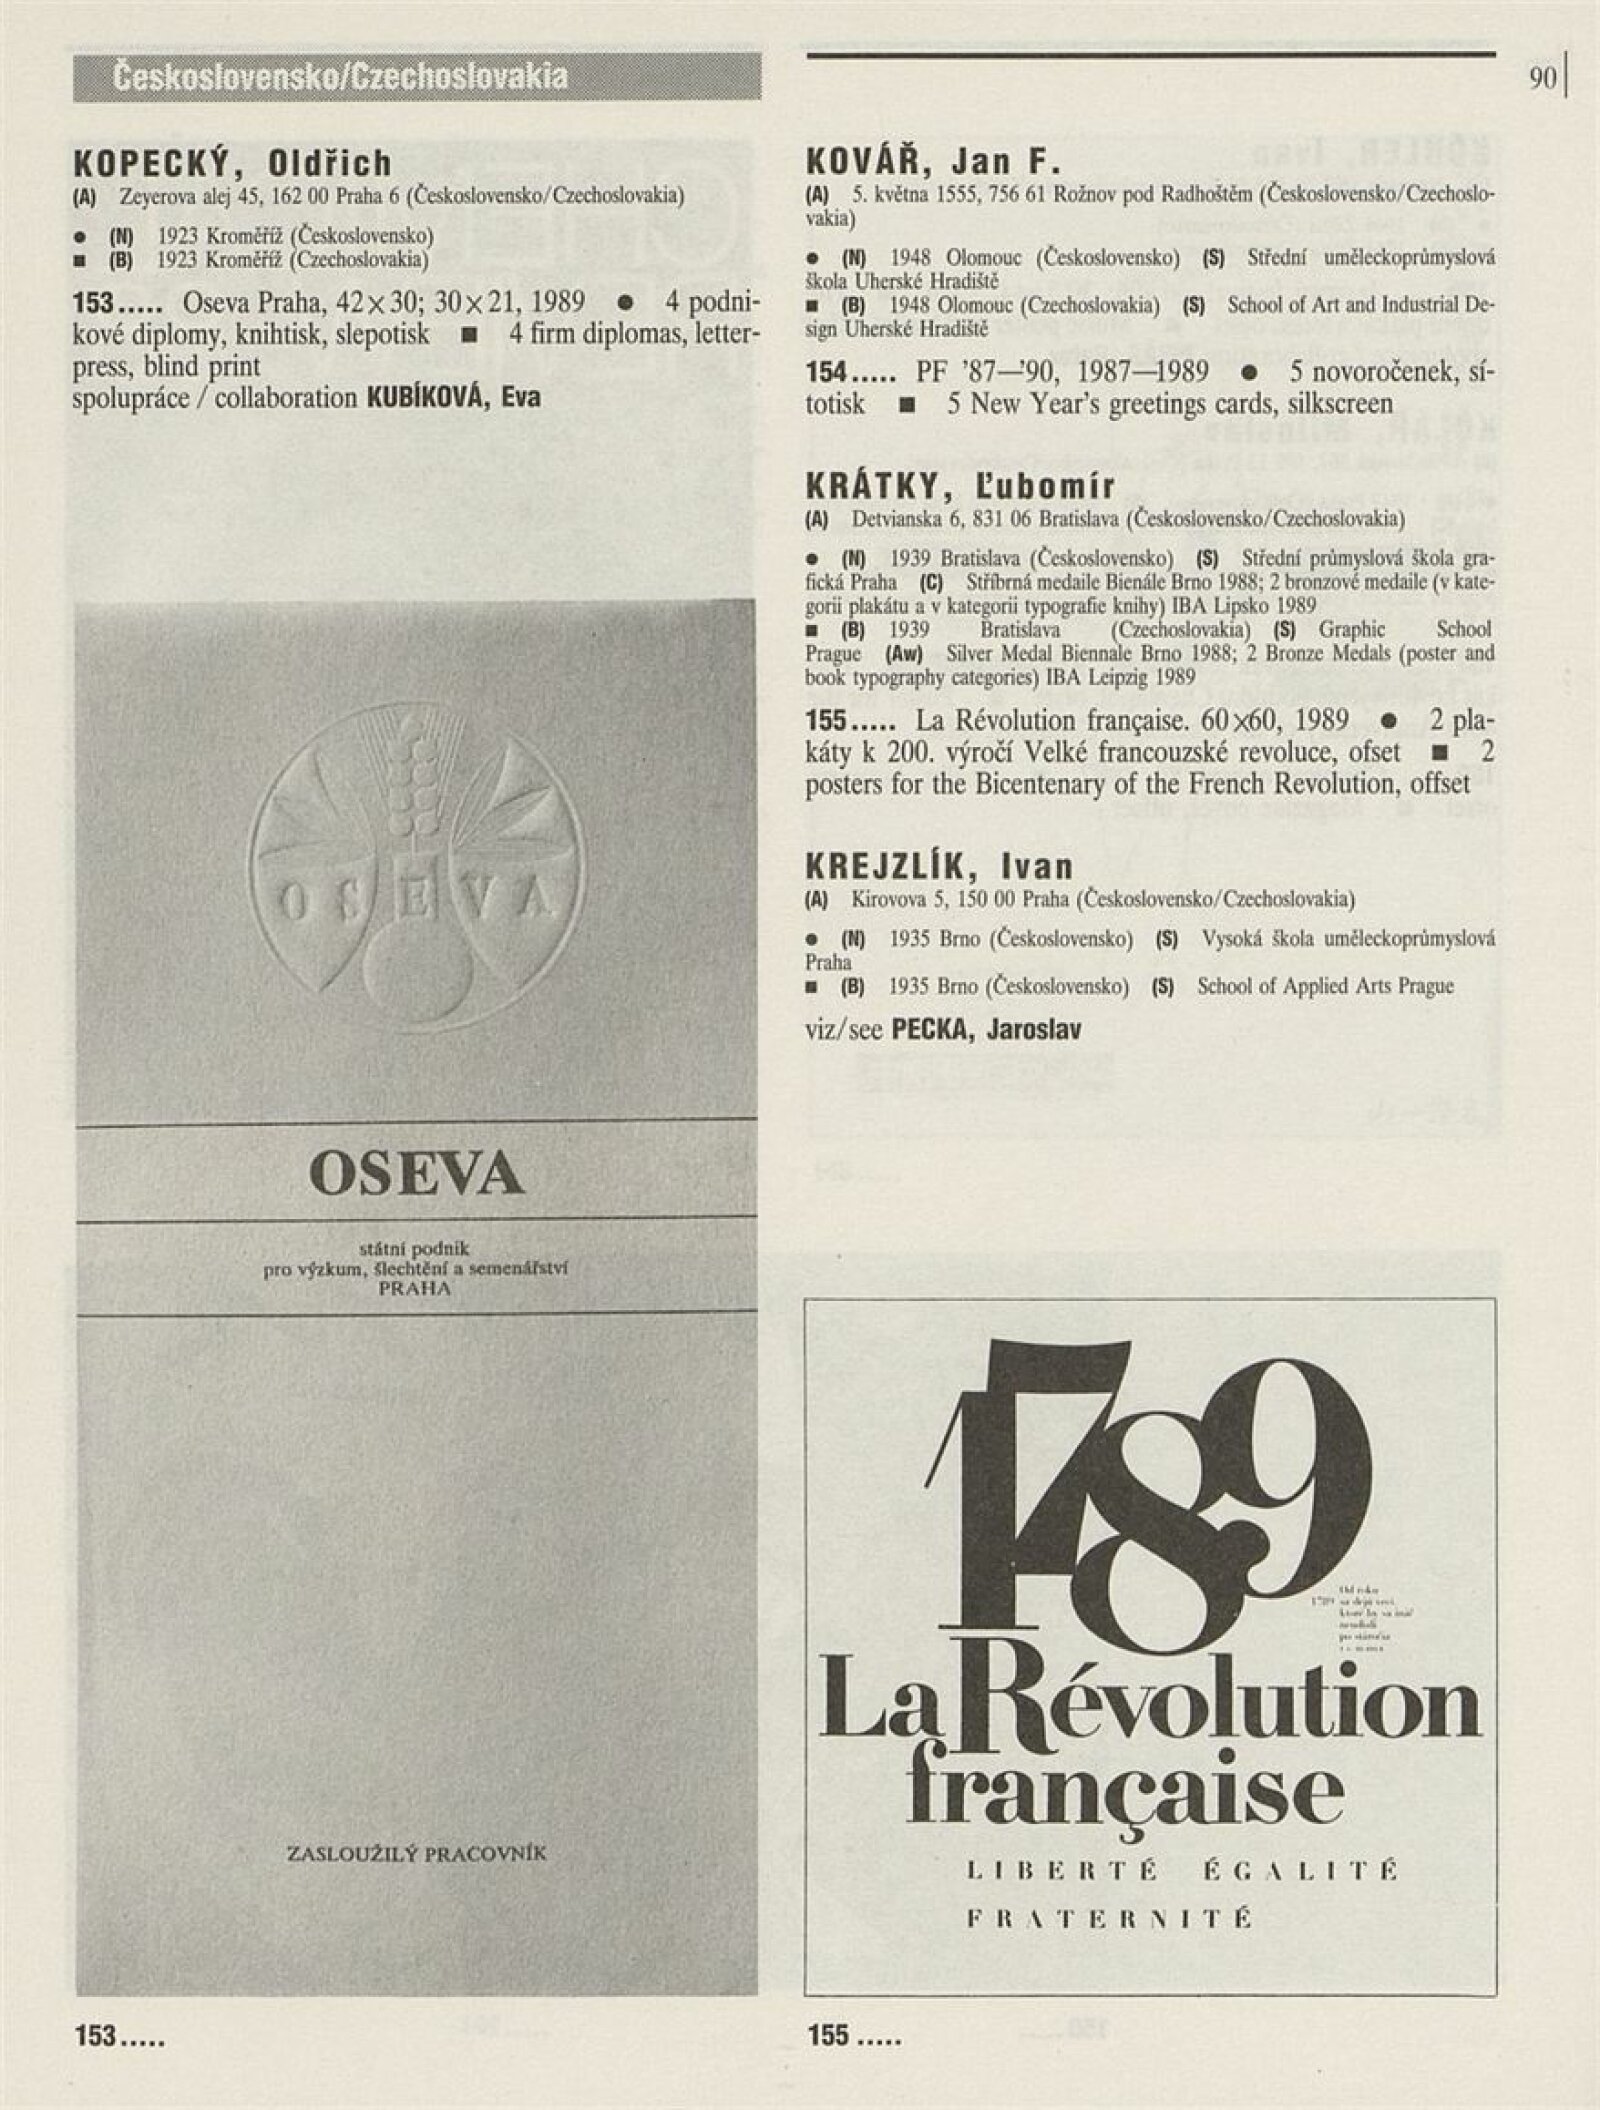 Československo/Czechoslovakia
90
KOPECKÝ, Oldřich
(A) Zeyerova alej 45, 162 00 Praha 6 (Československo/Czechoslovakia)
● (N) 1923 Kroměříž (Československo)
■ (B) 1923 Kroměříž (Czechoslovakia)
153..... Oseva Praha, 42×30; 30×21, 1989 ● 4 podni-
kové diplomy, knihtisk, slepotisk ■ 4 firm diplomas, letter-
press, blind print
spolupráce / collaboration KUBÍKOVÁ, Eva
OSEVA
OSEVA
státní podnik
pro výzkum, šlechtění a semenářství
PRAHA
ZASLOUŽILÝ PRACOVNÍK
153.....
KOVÁŘ, Jan F.
(A) 5. května 1555, 756 61 Rožnov pod Radhoštěm (Československo/Czechoslo-
vakia)
● (N) 1948 Olomouc (Československo) (S) Střední uměleckoprůmyslová
škola Uherské Hradiště
■ (B) 1948 Olomouc (Czechoslovakia) (S) School of Art and Industrial De-
sign Uherské Hradiště
154..... PF '87—'90, 1987—1989 ● 5 novoročenek, sí-
totisk ■ 5 New Year's greetings cards, silkscreen
KRÁTKY, Ľubomír
(A) Detvianska 6, 831 06 Bratislava (Československo/Czechoslovakia)
● (N) 1939 Bratislava (Československo) (S) Střední průmyslová škola gra-
fická Praha (C) Stříbrná medaile Bienále Brno 1988; 2 bronzové medaile (v kate-
gorii plakátu a v kategorii typografie knihy) IBA Lipsko 1989
■ (B) 1939 Bratislava (Czechoslovakia) (S) Graphic School
Prague (Aw) Silver Medal Biennale Brno 1988; 2 Bronze Medals (poster and
book typography categories) IBA Leipzig 1989
155..... La Révolution française. 60×60, 1989 ● 2 pla-
káty k 200. výročí Velké francouzské revoluce, ofset ■ 2
posters for the Bicentenary of the French Revolution, offset
KREJZLÍK, Ivan
(A) Kirovova 5, 150 00 Praha (Československo/Czechoslovakia)
● (N) 1935 Brno (Československo) (S) Vysoká škola uměleckoprůmyslová
Praha
■ (B) 1935 Brno (Československo) (S) School of Applied Arts Prague
viz/see PECKA, Jaroslav
1789
Od roku
1789
La Révolution
française
LIBERTÉ ÉGALITÉ
FRATERNITÉ
155.....